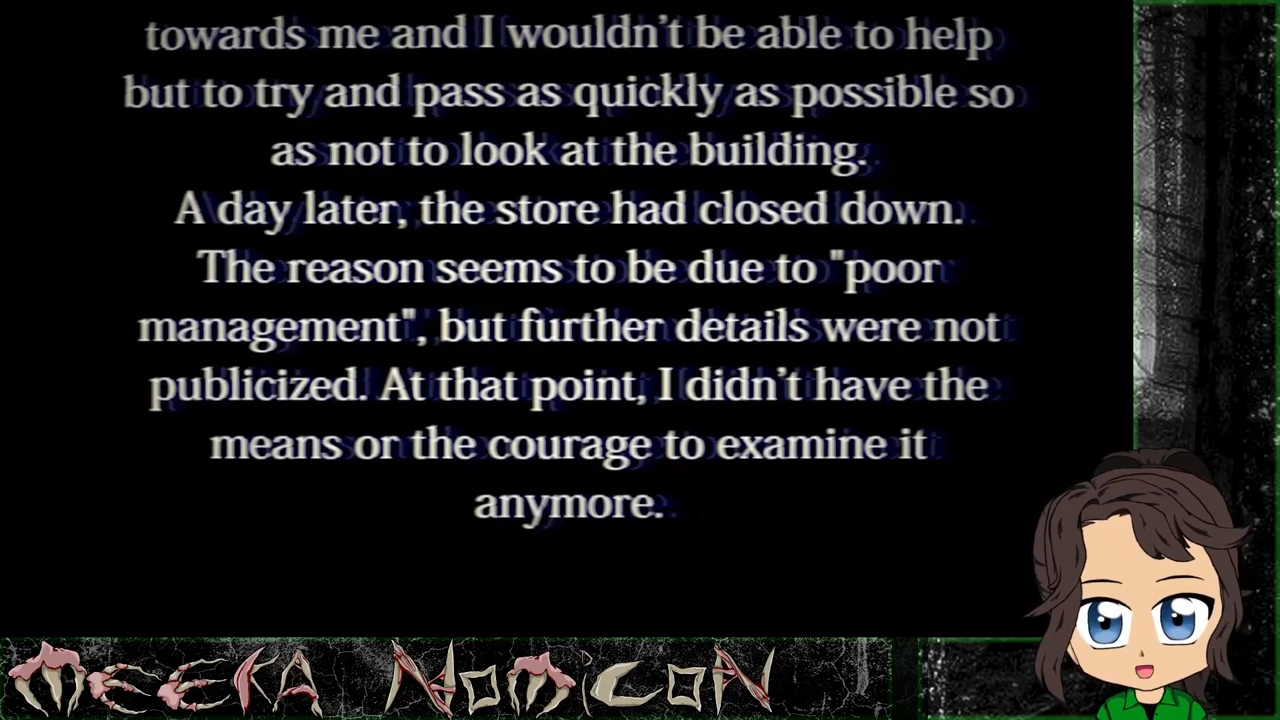 towards me and I wouldn't be able to help
but to try and pass as quickly as possible so
as not to look at the building.
A day later, the store had closed down.
The reason seems to be due to "poor
management", but further details were not
publicized. At that point, I didn't have the
means or the courage to examine it
anymore.
MEEKA NOMICON